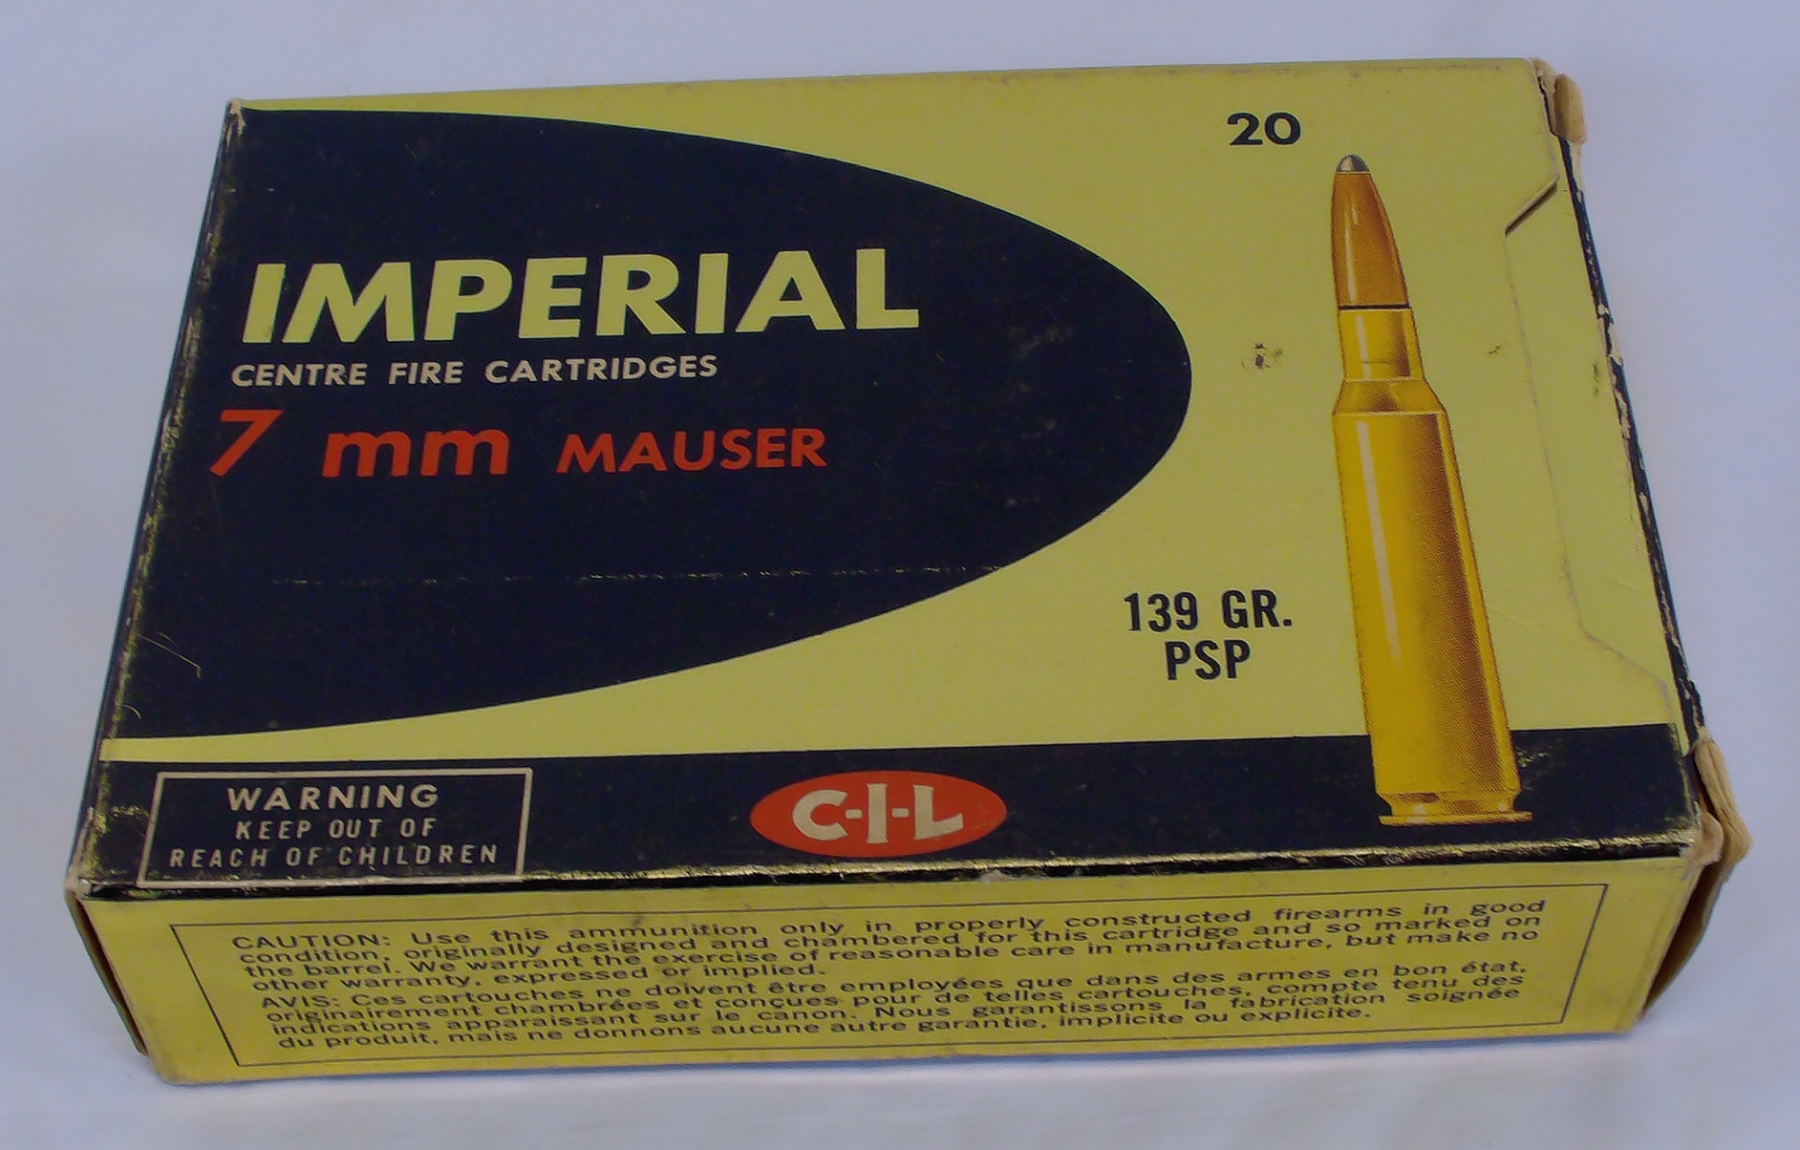 20
IMPERIAL
CENTRE FIRE CARTRIDGES
7 mm MAUSER
139 GR.
PSP
WARNING
KEEP OUT OF
REACH OF CHILDREN
C-I-L
CAUTION: Use this ammunition only in properly constructed firearms in good
condition, originally designed and chambered for this cartridge and so marked on
the barrel. We warrant the exercise of reasonable care in manufacture, but make no
other warranty, expressed or implied.
AVIS: Ces cartouches ne doivent être employées que dans des armes en bon état,
originairement chambrées et conçues pour de telles cartouches, compte tenu des
indications apparaissant sur le canon. Nous garantissons la fabrication soignée
du produit, mais ne donnons aucune autre garantie, implicite ou explicite.